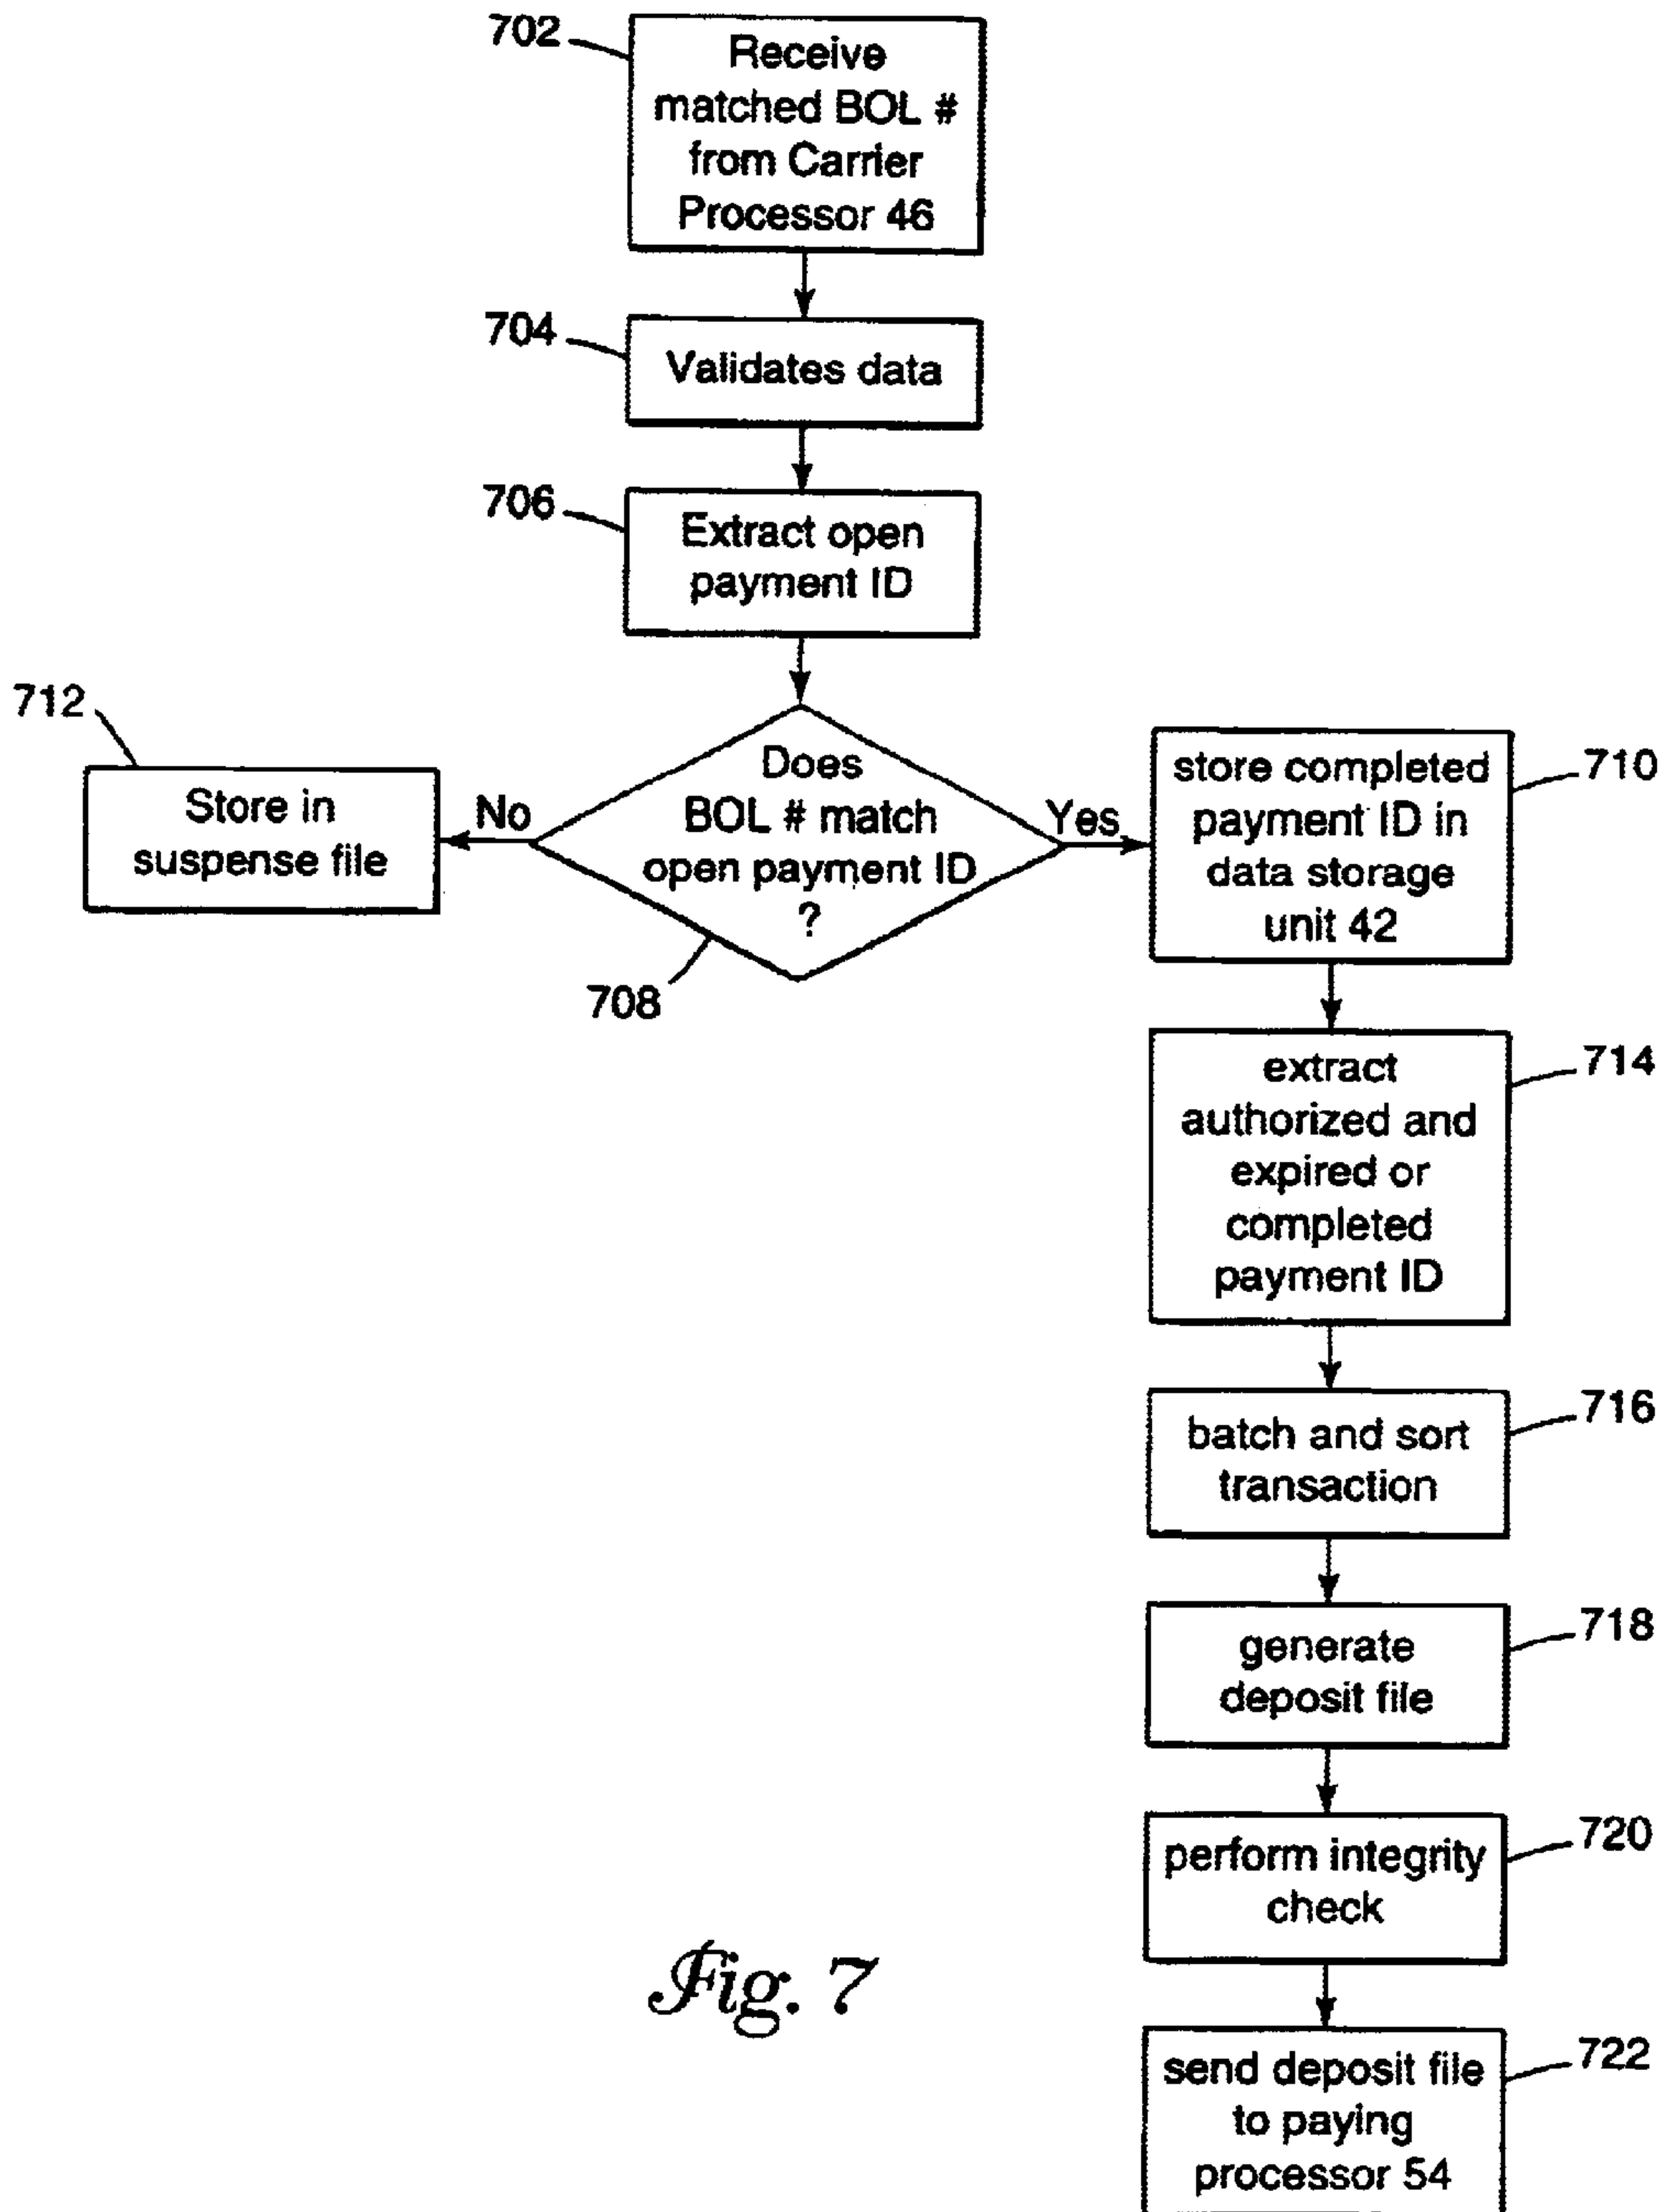 702
Receive
matched BOL #
from Carrier
Processor 46
704
Validates data
706
Extract open
payment ID
712
Store in
suspense file
No
Does
BOL # match
open payment ID
?
708
Yes
store completed
payment ID in
data storage
unit 42
710
extract
authorized and
expired or
completed
payment ID
714
batch and sort
transaction
716
generate
deposit file
718
perform integrity
check
720
send deposit file
to paying
processor 54
722
Fig. 7